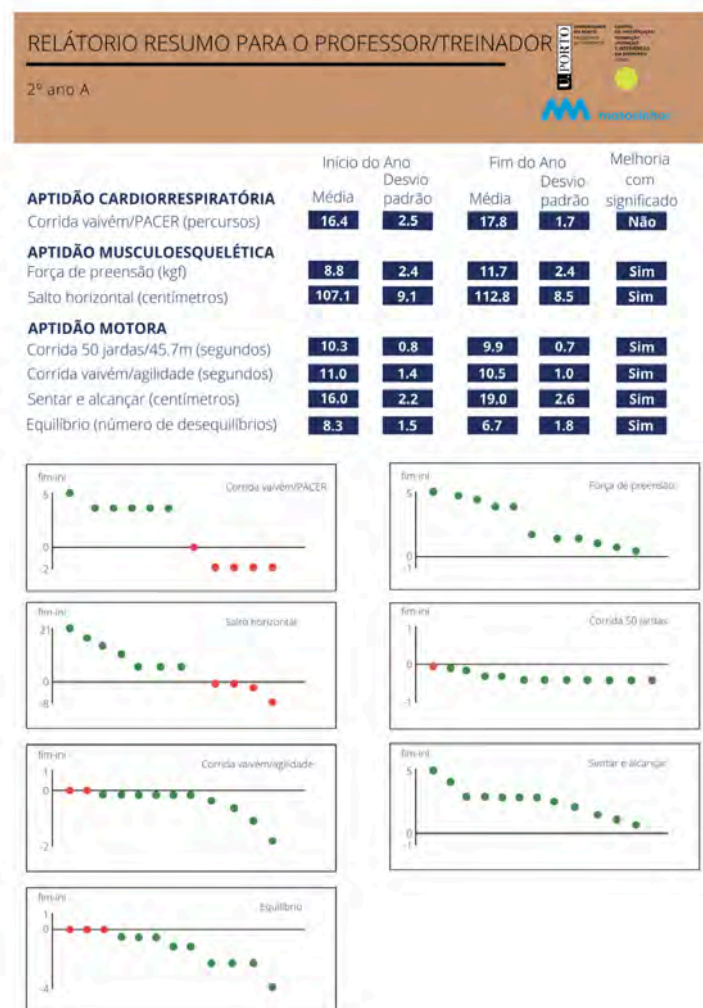 RELÁTORIO RESUMO PARA O PROFESSOR/TREINADOR
U.PORTO
2º ano A
matosinhos
Início do Ano Fim do Ano Melhoria com significado
Média Desvio padrão Média Desvio padrão
APTIDÃO CARDIORRESPIRATÓRIA
Corrida vaivém/PACER (percursos) 16.4 2.5 17.8 1.7 Não
APTIDÃO MUSCULOESQUELÉTICA
Força de preensão (kgf) 8.8 2.4 11.7 2.4 Sim
Salto horizontal (centímetros) 107.1 9.1 112.8 8.5 Sim
APTIDÃO MOTORA
Corrida 50 jardas/45.7m (segundos) 10.3 0.8 9.9 0.7 Sim
Corrida vaivém/agilidade (segundos) 11.0 1.4 10.5 1.0 Sim
Sentar e alcançar (centímetros) 16.0 2.2 19.0 2.6 Sim
Equilíbrio (número de desequilíbrios) 8.3 1.5 6.7 1.8 Sim
fim-ini
Corrida vaivém/PACER
5
0
-2
fim-ini
Força de preensão
5
0
-1
fim-ini
Salto horizontal
21
0
-8
fim-ini
Corrida 50 jardas
1
0
-1
fim-ini
Corrida vaivém/agilidade
1
0
-2
fim-ini
Sentar e alcançar
5
0
-1
fim-ini
Equilíbrio
1
0
-4